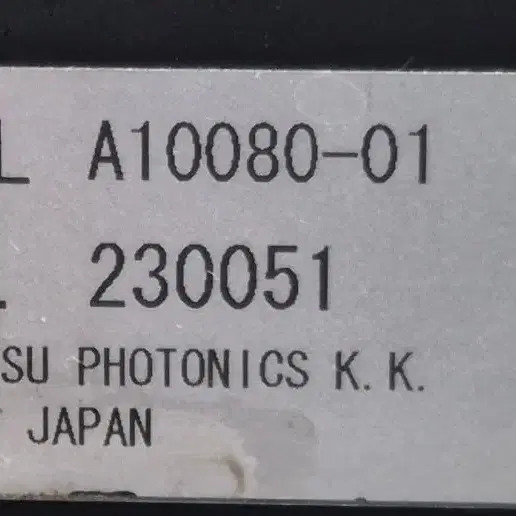 L A10080-01
. 230051
SU PHOTONICS K.K.
JAPAN